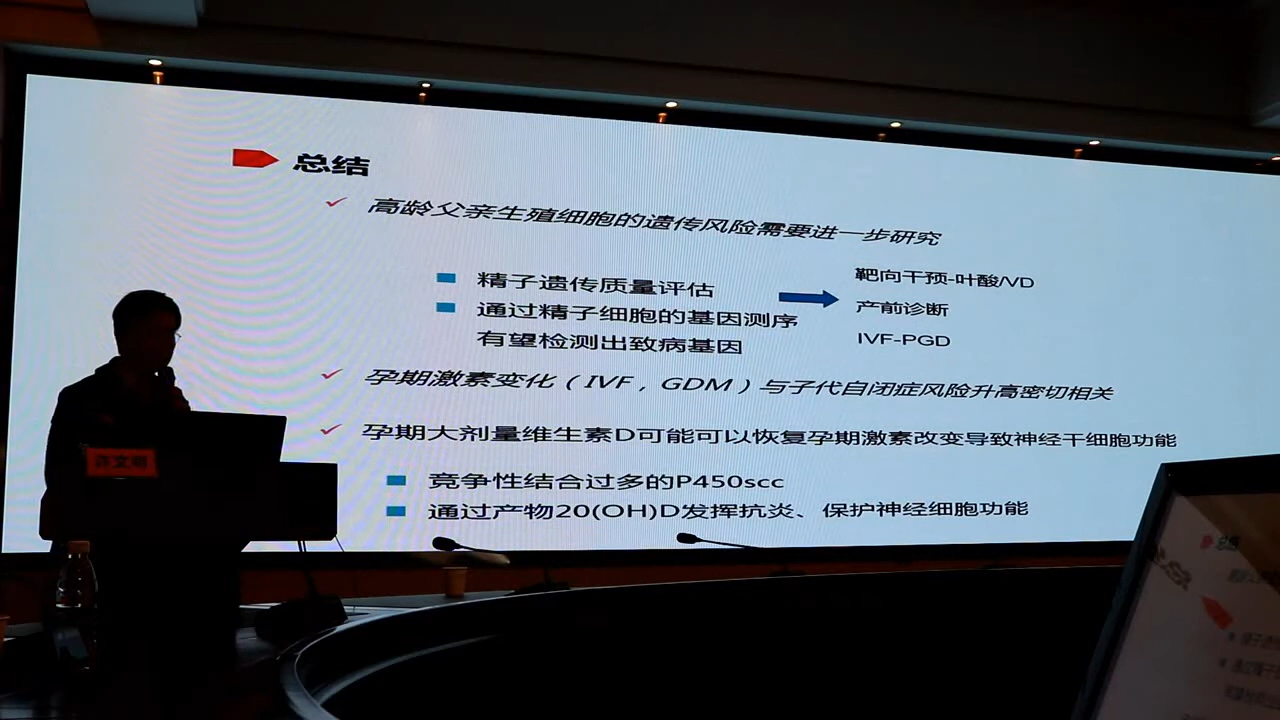 总结
高龄父亲生殖细胞的遗传风险需要进一步研究
精子遗传质量评估
通过精子细胞的基因测序
有望检测出致病基因
靶向干预-叶酸/VD
产前诊断
IVF-PGD
孕期激素变化（IVF，GDM）与子代自闭症风险升高密切相关
孕期大剂量维生素D可能可以恢复孕期激素改变导致神经干细胞功能
竞争性结合过多的P450scc
通过产物20(OH)D发挥抗炎、保护神经细胞功能
总结